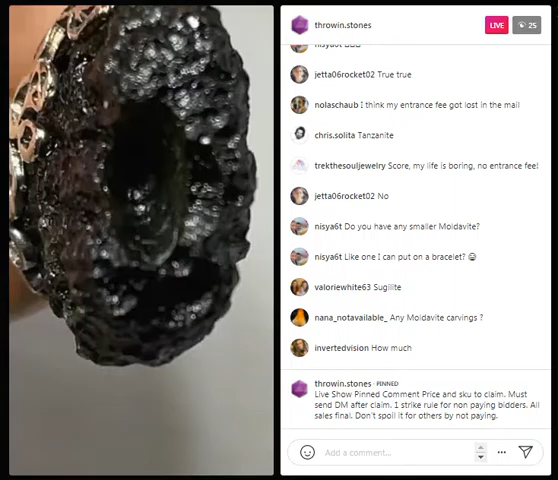 throwin.stones
LIVE
25
nisya6t
jetta06rocket02 True true
nolaschaub I think my entrance fee got lost in the mail
chris.solita Tanzanite
trekthesouljewelry Score, my life is boring, no entrance fee!
jetta06rocket02 No
nisya6t Do you have any smaller Moldavite?
nisya6t Like one I can put on a bracelet? 😉
valoriewhite63 Sugilite
nana_notavailable_ Any Moldavite carvings ?
invertedvision How much
throwin.stones · PINNED
Live Show Pinned Comment Price and sku to claim. Must
send DM after claim. 1 strike rule for non paying bidders. All
sales final. Don't spoil it for others by not paying.
Add a comment...